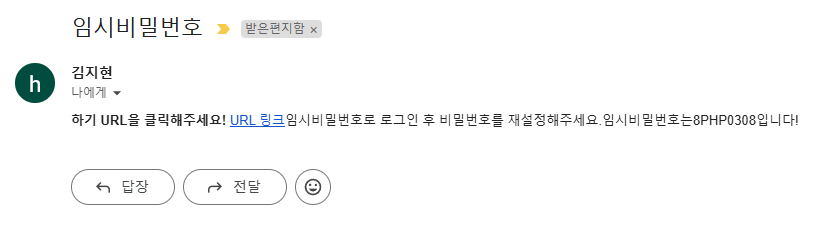 임시비밀번호 받은편지함 ×
h
김지현
나에게
하기 URL을 클릭해주세요! URL 링크임시비밀번호로 로그인 후 비밀번호를 재설정해주세요.임시비밀번호는8PHP0308입니다!
답장 전달